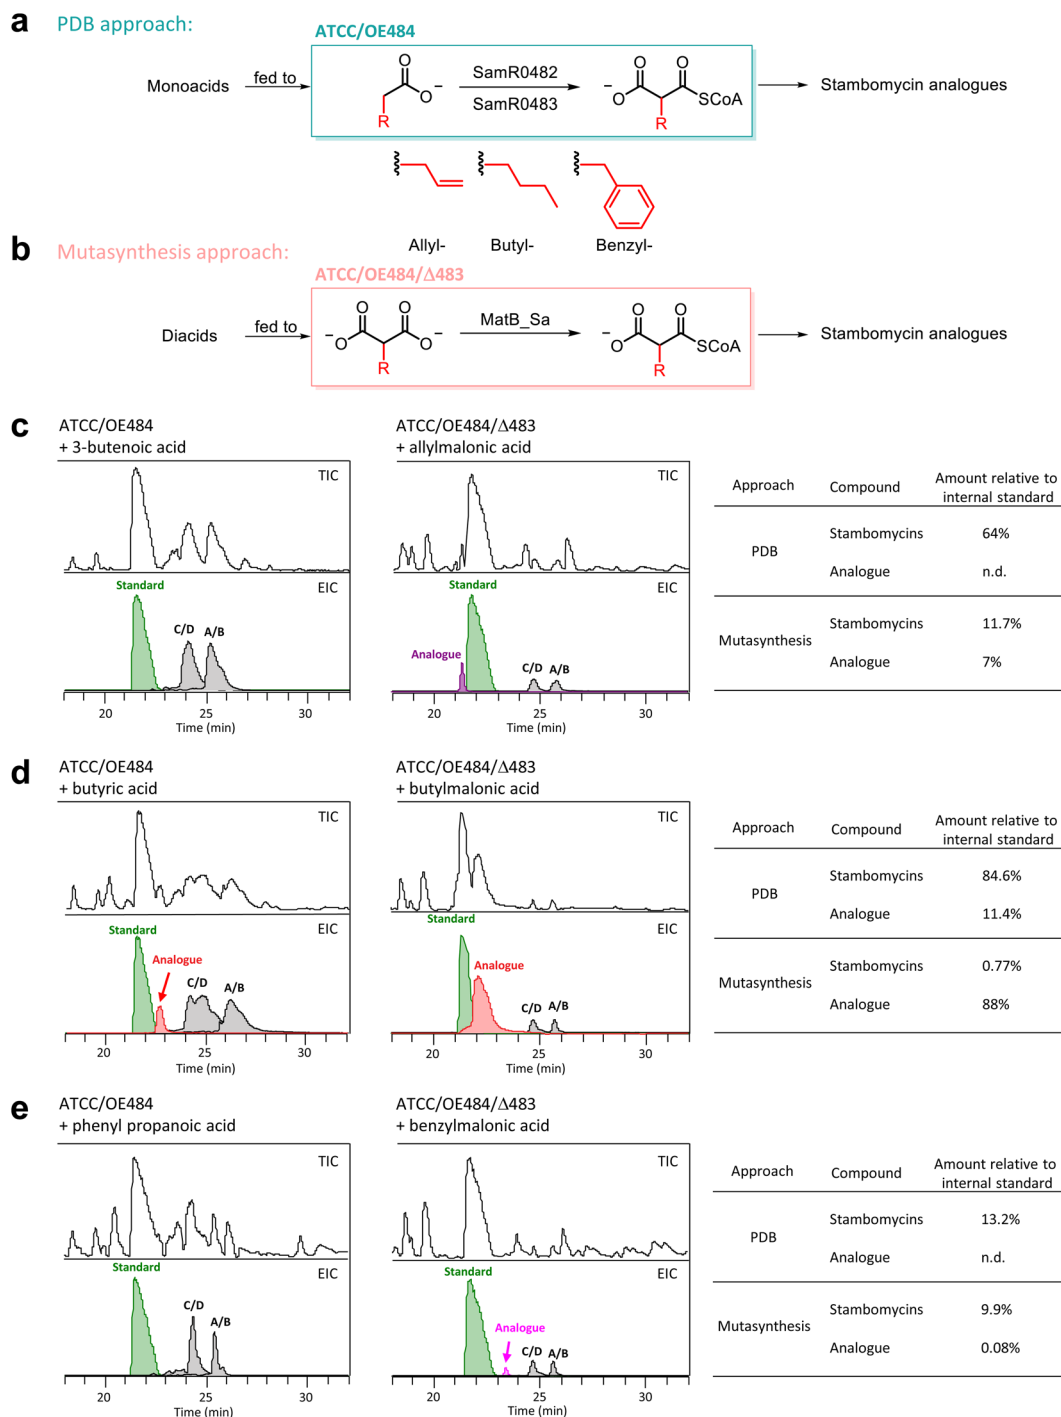 a PDB approach:
ATCC/OE484
Monoacids fed to
O
O−
R
SamR0482
SamR0483
O O
−O SCoA
R
Stambomycin analogues
Allyl- Butyl- Benzyl-
b Mutasynthesis approach:
ATCC/OE484/Δ483
Diacids fed to
O O
−O O−
R
MatB_Sa
O O
−O SCoA
R
Stambomycin analogues
c
ATCC/OE484
+ 3-butenoic acid
TIC
EIC
Standard
C/D
A/B
20 25 30
Time (min)
ATCC/OE484/Δ483
+ allylmalonic acid
TIC
EIC
Analogue
C/D
A/B
20 25 30
Time (min)
Approach Compound Amount relative to
internal standard
PDB
Stambomycins 64%
Analogue n.d.
Mutasynthesis
Stambomycins 11.7%
Analogue 7%
d
ATCC/OE484
+ butyric acid
TIC
EIC
Standard
Analogue
C/D
A/B
20 25 30
Time (min)
ATCC/OE484/Δ483
+ butylmalonic acid
TIC
EIC
Standard
Analogue
C/D
A/B
20 25 30
Time (min)
Approach Compound Amount relative to
internal standard
PDB
Stambomycins 84.6%
Analogue 11.4%
Mutasynthesis
Stambomycins 0.77%
Analogue 88%
e
ATCC/OE484
+ phenyl propanoic acid
TIC
EIC
Standard
C/D
A/B
20 25 30
Time (min)
ATCC/OE484/Δ483
+ benzylmalonic acid
TIC
EIC
Standard
Analogue
C/D
A/B
20 25 30
Time (min)
Approach Compound Amount relative to
internal standard
PDB
Stambomycins 13.2%
Analogue n.d.
Mutasynthesis
Stambomycins 9.9%
Analogue 0.08%